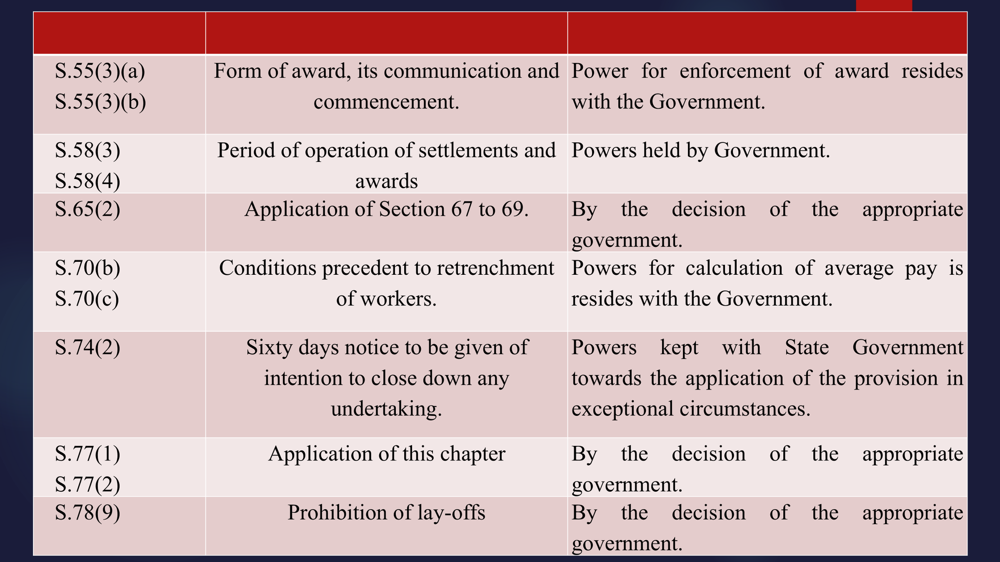 S.55(3)(a)
S.55(3)(b)
Form of award, its communication and
commencement.
Power for enforcement of award resides
with the Government.
S.58(3)
S.58(4)
Period of operation of settlements and
awards
Powers held by Government.
S.65(2)
Application of Section 67 to 69.
By the decision of the appropriate
government.
S.70(b)
S.70(c)
Conditions precedent to retrenchment
of workers.
Powers for calculation of average pay is
resides with the Government.
S.74(2)
Sixty days notice to be given of
intention to close down any
undertaking.
Powers kept with State Government
towards the application of the provision in
exceptional circumstances.
S.77(1)
S.77(2)
Application of this chapter
By the decision of the appropriate
government.
S.78(9)
Prohibition of lay-offs
By the decision of the appropriate
government.